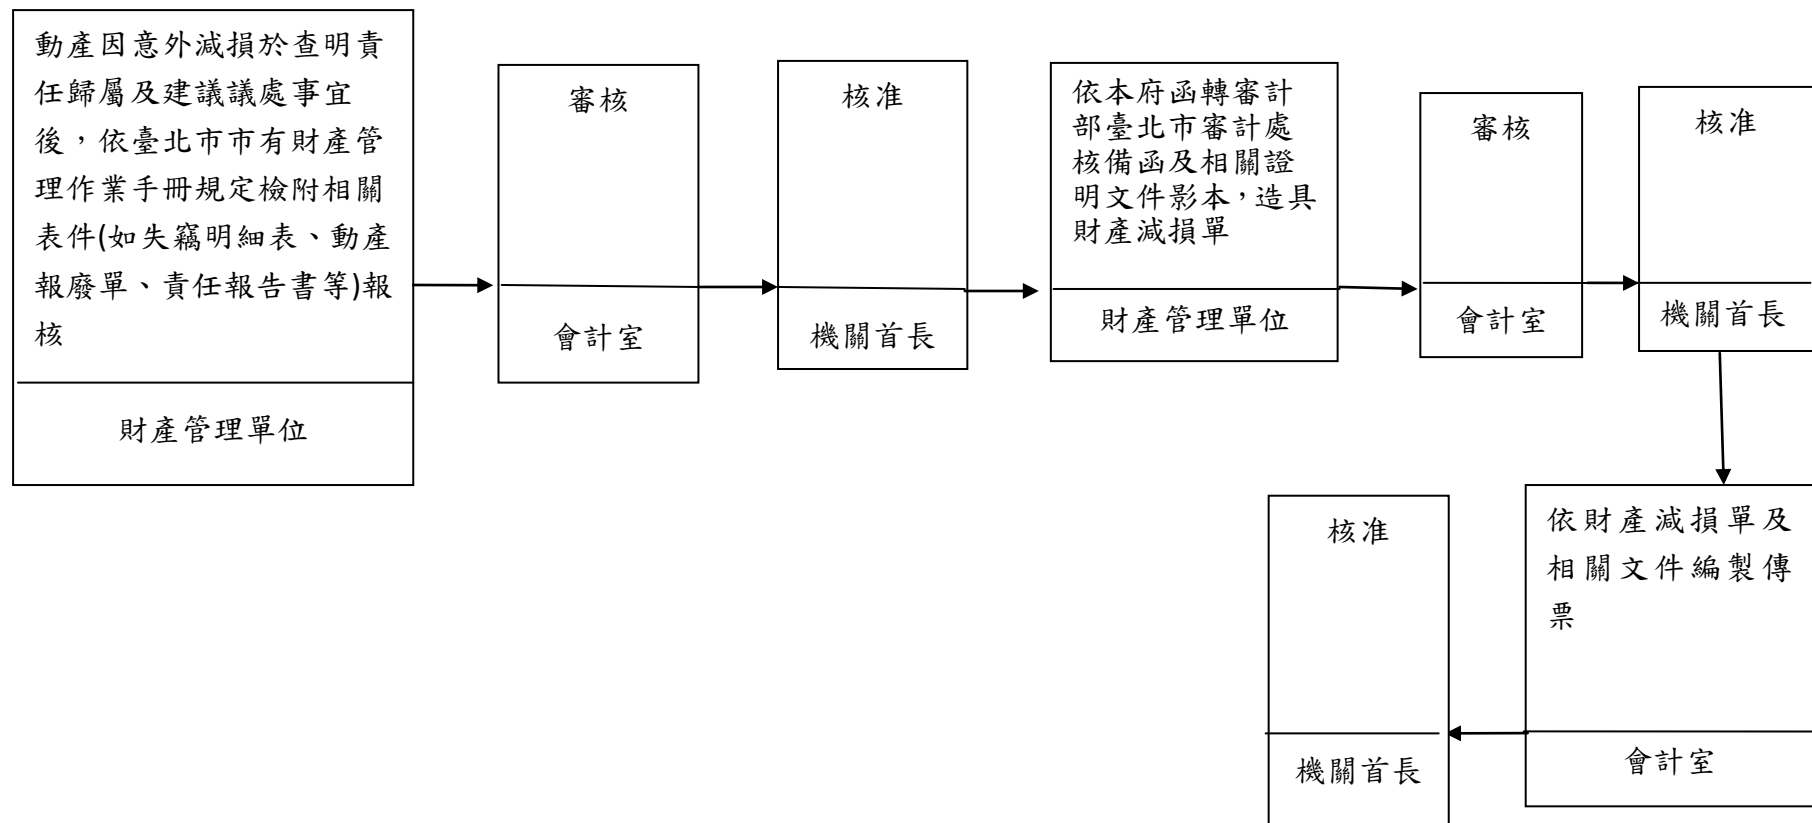 動產因意外減損於查明責
任歸屬及建議議處事宜
後，依臺北市市有財產管
理作業手冊規定檢附相關
表件(如失竊明細表、動產
報廢單、責任報告書等)報
核
財產管理單位
審核
會計室
核准
機關首長
依本府函轉審計
部臺北市審計處
核備函及相關證
明文件影本，造具
財產減損單
財產管理單位
審核
會計室
核准
機關首長
依財產減損單及
相關文件編製傳
票
會計室
核准
機關首長